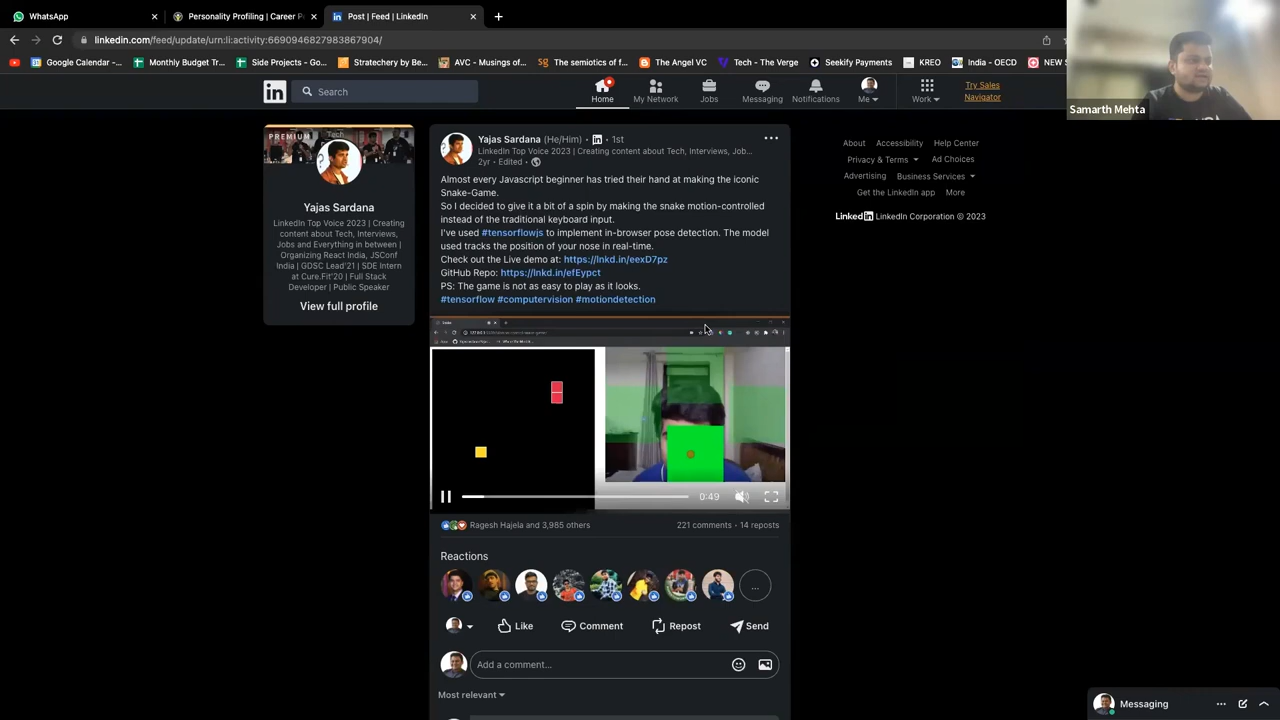 WhatsApp
Personality Profiling | Career P
Post | Feed | LinkedIn
linkedin.com/feed/update/urn:li:activity:6690946827983867904/
Google Calendar -...
Monthly Budget Tr...
Side Projects - Go...
Stratechery by Be...
AVC - Musings of...
The semiotics of f...
The Angel VC
Tech - The Verge
Seekify Payments
KREO
India - OECD
NEW S
Samarth Mehta
Search
Home
My Network
Jobs
Messaging
Notifications
Me
Work
Try Sales
Navigator
PREMIUM
Tech
Yajas Sardana
LinkedIn Top Voice 2023 | Creating
content about Tech, Interviews,
Jobs and Everything in between |
Organizing React India, JSConf
India | GDSC Lead'21 | SDE Intern
at Cure.Fit'20 | Full Stack
Developer | Public Speaker
View full profile
Yajas Sardana (He/Him) • in • 1st
LinkedIn Top Voice 2023 | Creating content about Tech, Interviews, Job...
2yr • Edited •
Almost every Javascript beginner has tried their hand at making the iconic
Snake-Game.
So I decided to give it a bit of a spin by making the snake motion-controlled
instead of the traditional keyboard input.
I've used #tensorflowjs to implement in-browser pose detection. The model
used tracks the position of your nose in real-time.
Check out the Live demo at: https://lnkd.in/eexD7pz
GitHub Repo: https://lnkd.in/efEypct
PS: The game is not as easy to play as it looks.
#tensorflow #computervision #motiondetection
0:49
Ragesh Hajela and 3,985 others
221 comments • 14 reposts
Reactions
Like
Comment
Repost
Send
Add a comment...
Most relevant
About
Accessibility
Help Center
Privacy & Terms
Ad Choices
Advertising
Business Services
Get the LinkedIn app
More
LinkedIn LinkedIn Corporation © 2023
Messaging